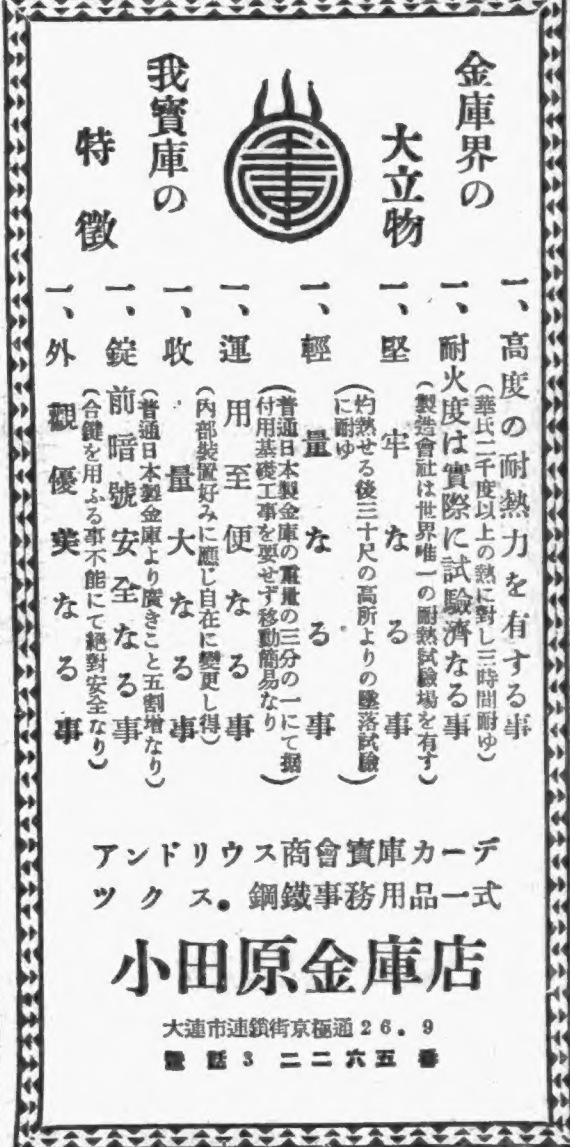 金庫界の
大立物
我寶庫の
特徵
一、高度の耐熱力を有する事
（華氏二千度以上の熱に對し三時間耐ゆ）
一、耐火度は實際に試驗濟なる事
（製造會社は世界唯一の耐熱試驗場を有す）
一、堅牢なる事
（灼熱せる後三十尺の高所よりの墜落試驗
に耐ゆ）
一、輕量なる事
（普通日本製金庫の重量の三分の一にて据
付用基礎工事を要せず移動簡易なり）
一、運用至便なる事
（內部裝置好みに應じ自在に變更し得）
一、收量大なる事
（普通日本製金庫より廣きこと五割增なり）
一、錠前暗號安全なる事
（合鍵を用ふる事不能にて絕對安全なり）
一、外觀優美なる事
アンドリウス商會寶庫カーデ
ツクス．鋼鐵事務用品一式
小田原金庫店
大連市連鎖街京極通26.9
電話3二二六五番